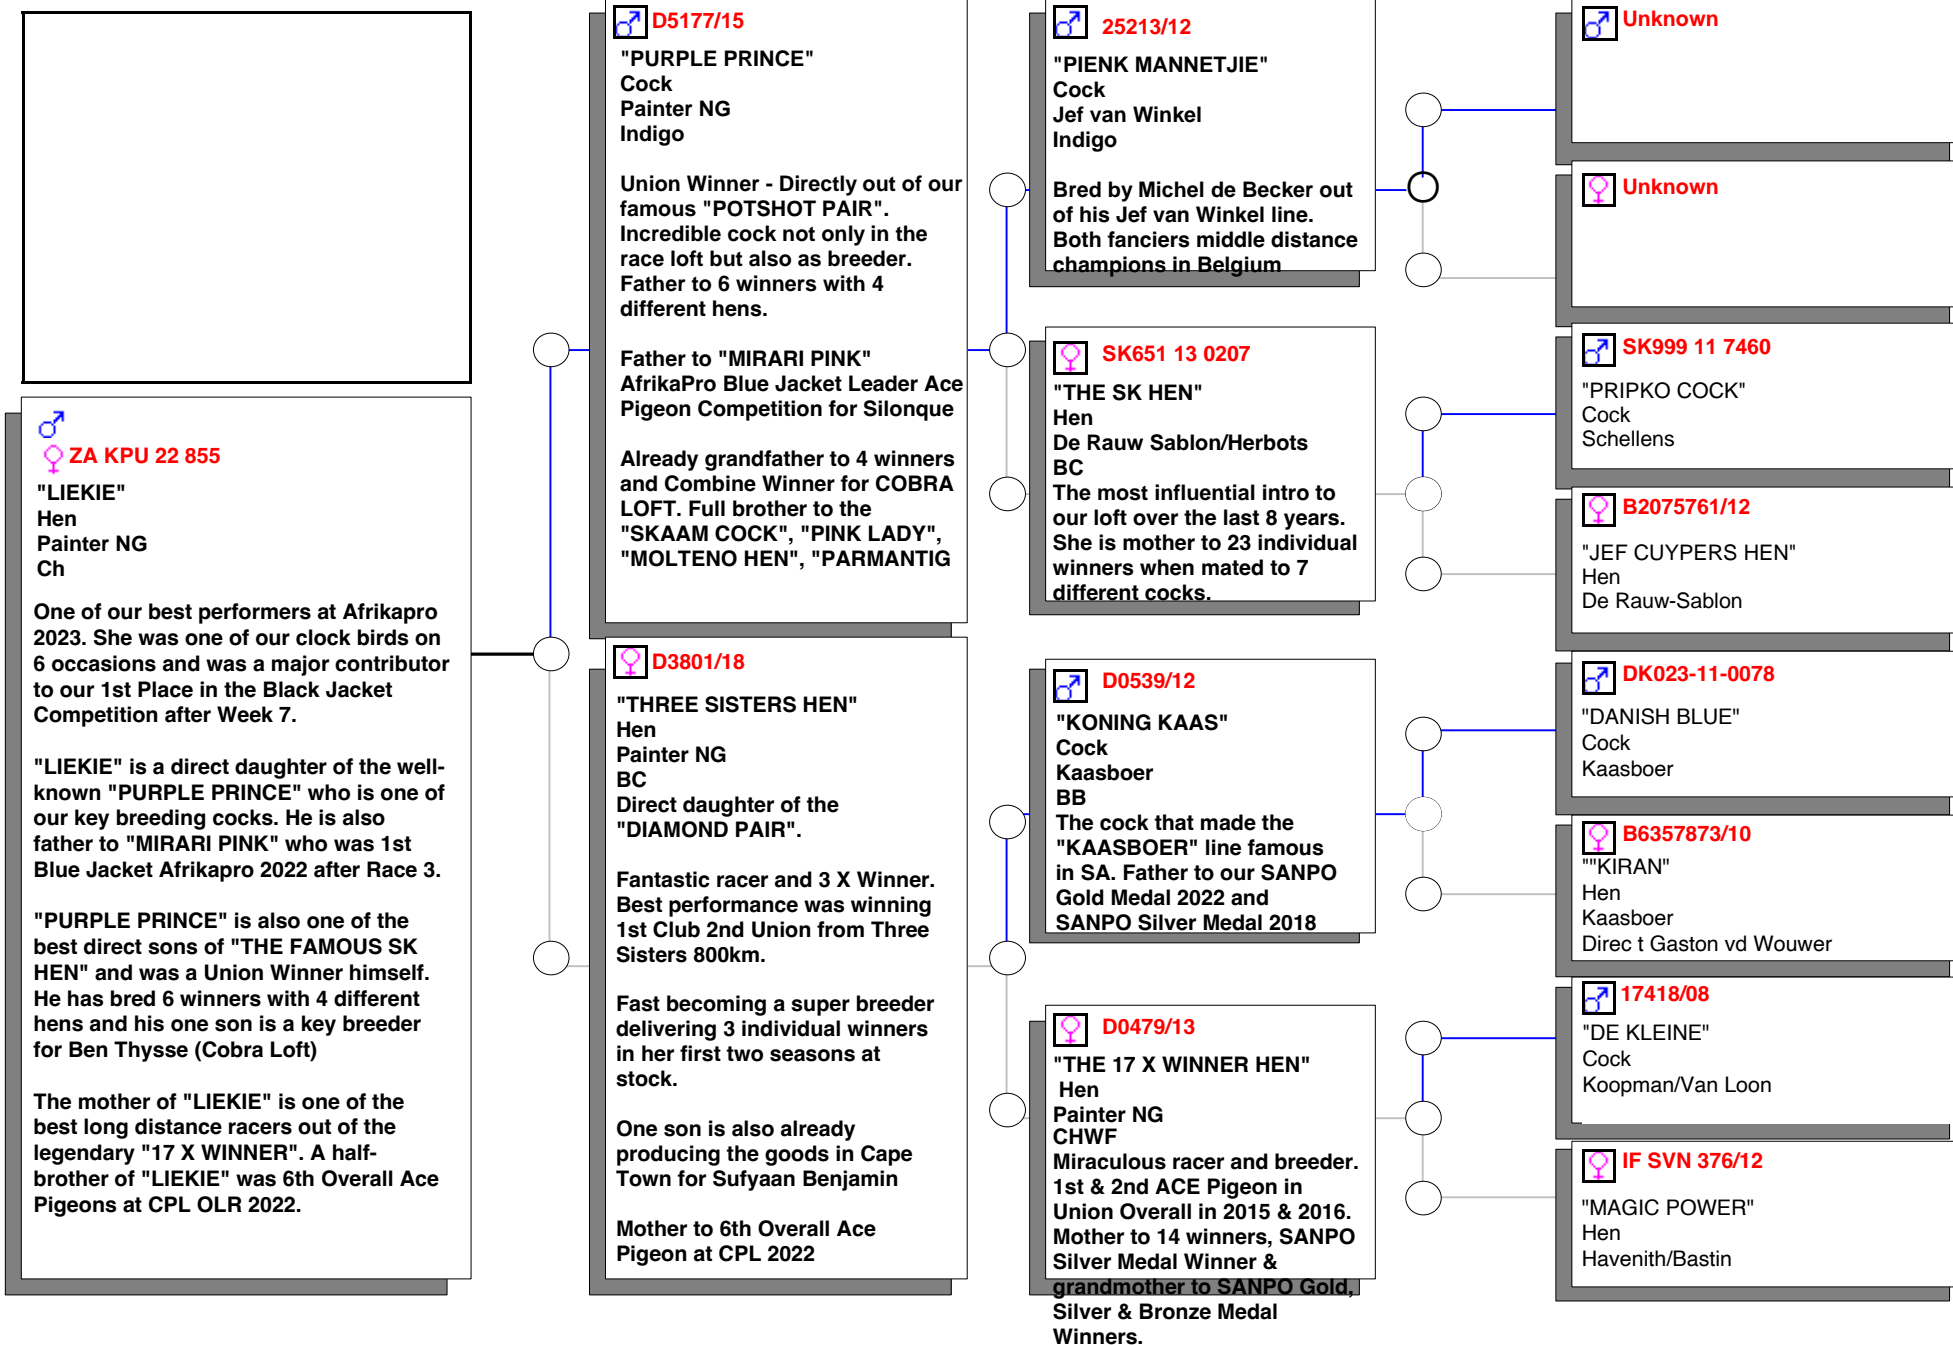 ZA KPU 22 855
"LIEKIE"
Hen
Painter NG
Ch
One of our best performers at Afrikapro
2023. She was one of our clock birds on
6 occasions and was a major contributor
to our 1st Place in the Black Jacket
Competition after Week 7.
"LIEKIE" is a direct daughter of the well-
known "PURPLE PRINCE" who is one of
our key breeding cocks. He is also
father to "MIRARI PINK" who was 1st
Blue Jacket Afrikapro 2022 after Race 3.
"PURPLE PRINCE" is also one of the
best direct sons of "THE FAMOUS SK
HEN" and was a Union Winner himself.
He has bred 6 winners with 4 different
hens and his one son is a key breeder
for Ben Thysse (Cobra Loft)
The mother of "LIEKIE" is one of the
best long distance racers out of the
legendary "17 X WINNER". A half-
brother of "LIEKIE" was 6th Overall Ace
Pigeons at CPL OLR 2022.
D5177/15
"PURPLE PRINCE"
Cock
Painter NG
Indigo
Union Winner - Directly out of our
famous "POTSHOT PAIR".
Incredible cock not only in the
race loft but also as breeder.
Father to 6 winners with 4
different hens.
Father to "MIRARI PINK"
AfrikaPro Blue Jacket Leader Ace
Pigeon Competition for Silonque
Already grandfather to 4 winners
and Combine Winner for COBRA
LOFT. Full brother to the
"SKAAM COCK", "PINK LADY",
"MOLTENO HEN", "PARMANTIG
D3801/18
"THREE SISTERS HEN"
Hen
Painter NG
BC
Direct daughter of the
"DIAMOND PAIR".
Fantastic racer and 3 X Winner.
Best performance was winning
1st Club 2nd Union from Three
Sisters 800km.
Fast becoming a super breeder
delivering 3 individual winners
in her first two seasons at
stock.
One son is also already
producing the goods in Cape
Town for Sufyaan Benjamin
Mother to 6th Overall Ace
Pigeon at CPL 2022
25213/12
"PIENK MANNETJIE"
Cock
Jef van Winkel
Indigo
Bred by Michel de Becker out
of his Jef van Winkel line.
Both fanciers middle distance
champions in Belgium
SK651 13 0207
"THE SK HEN"
Hen
De Rauw Sablon/Herbots
BC
The most influential intro to
our loft over the last 8 years.
She is mother to 23 individual
winners when mated to 7
different cocks.
D0539/12
"KONING KAAS"
Cock
Kaasboer
BB
The cock that made the
"KAASBOER" line famous
in SA. Father to our SANPO
Gold Medal 2022 and
SANPO Silver Medal 2018
D0479/13
"THE 17 X WINNER HEN"
Hen
Painter NG
CHWF
Miraculous racer and breeder.
1st & 2nd ACE Pigeon in
Union Overall in 2015 & 2016.
Mother to 14 winners, SANPO
Silver Medal Winner &
grandmother to SANPO Gold,
Silver & Bronze Medal
Winners.
Unknown
Unknown
SK999 11 7460
"PRIPKO COCK"
Cock
Schellens
B2075761/12
"JEF CUYPERS HEN"
Hen
De Rauw-Sablon
DK023-11-0078
"DANISH BLUE"
Cock
Kaasboer
B6357873/10
""KIRAN"
Hen
Kaasboer
Direc t Gaston vd Wouwer
17418/08
"DE KLEINE"
Cock
Koopman/Van Loon
IF SVN 376/12
"MAGIC POWER"
Hen
Havenith/Bastin